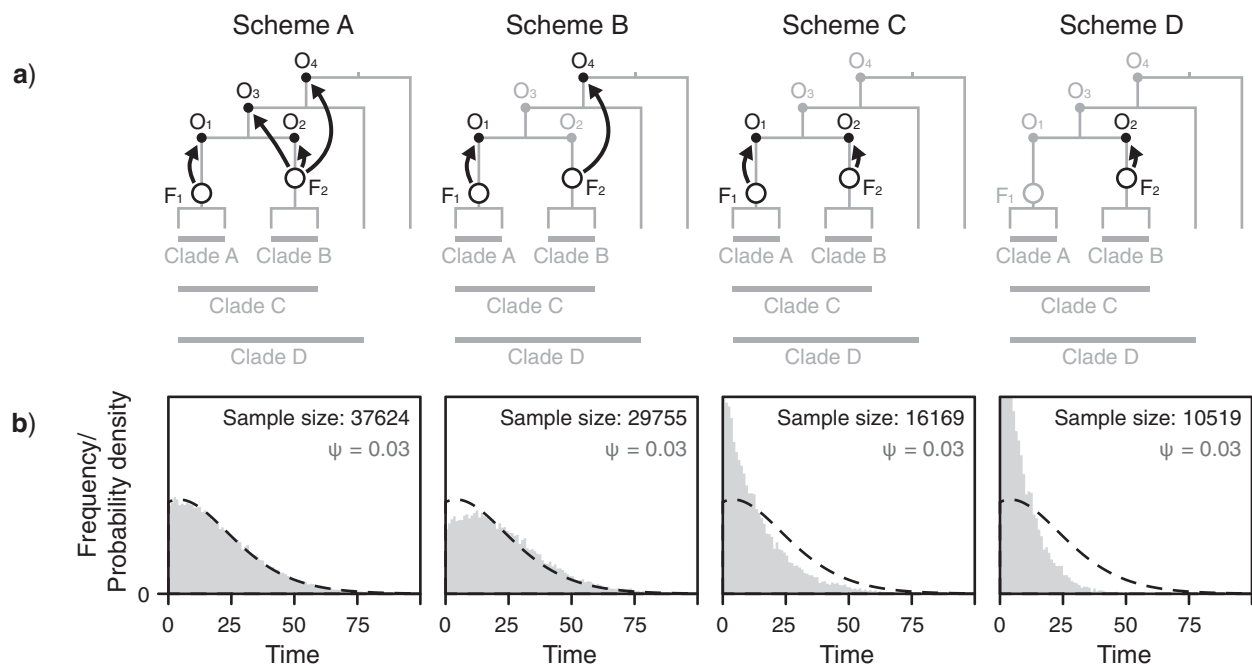 Scheme A Scheme B Scheme C Scheme D
a)
O4 O4 O4 O4
O3 O3 O3 O3
O1 O2 O1 O2 O1 O2 O1 O2
F1 F2 F1 F2 F1 F2 F1 F2
Clade A Clade B Clade A Clade B Clade A Clade B Clade A Clade B
Clade C Clade C Clade C Clade C
Clade D Clade D Clade D Clade D
b)
Frequency/
Probability density
Sample size: 37624 Sample size: 29755 Sample size: 16169 Sample size: 10519
ψ = 0.03 ψ = 0.03 ψ = 0.03 ψ = 0.03
0
0 25 50 75 0 25 50 75 0 25 50 75 0 25 50 75
Time Time Time Time